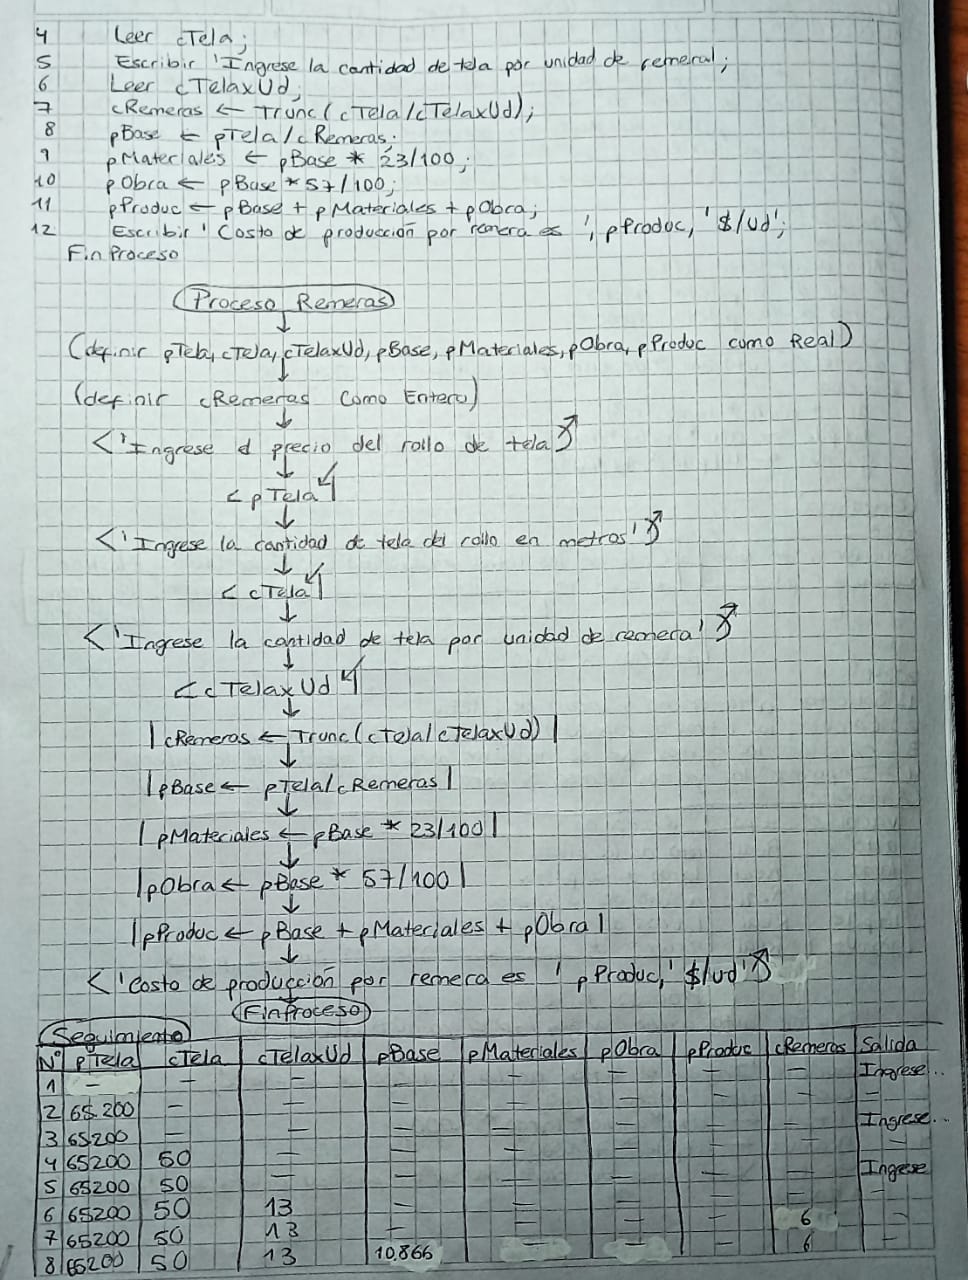 4 Leer cTela;
5 Escribir 'Ingrese la cantidad de tela por unidad de remera';
6 Leer cTelaxUd;
7 cRemeras ← Trunc(cTela/cTelaxUd);
8 pBase ← pTela/cRemeras;
9 pMateriales ← pBase * 23/100;
10 pObra ← pBase * 57/100;
11 pProduc ← pBase + pMateriales + pObra;
12 Escribir 'Costo de producción por remera es ', pProduc, '$/Ud';
Fin Proceso
Proceso Remeras
(definir pTela, cTela, cTelaxUd, pBase, pMateriales, pObra, pProduc como Real)
(definir cRemeras Como Entero)
<'Ingrese el precio del rollo de tela'
<pTela
<'Ingrese la cantidad de tela del rollo en metros'
<cTela
<'Ingrese la cantidad de tela por unidad de remera'
<cTelaxUd
|cRemeras ← Trunc(cTela/cTelaxUd)|
|pBase ← pTela/cRemeras|
|pMateriales ← pBase * 23/100|
|pObra ← pBase * 57/100|
|pProduc ← pBase + pMateriales + pObra|
<'Costo de producción por remera es ' pProduc, '$/ud'
FinProceso
Seguimiento
N° pTela cTela cTelaxUd pBase pMateriales pObra pProduc cRemeras Salida
1 – – – – – – – – Ingrese..
2 65.200 – – – – – – – –
3 65200 – – – – – – – Ingrese...
4 65200 50 – – – – – – –
5 65200 50 – – – – – – Ingrese
6 65200 50 13 – – – – – –
7 65200 50 13 – – – – 6 –
8 65200 50 13 10.866 – – – 6 –